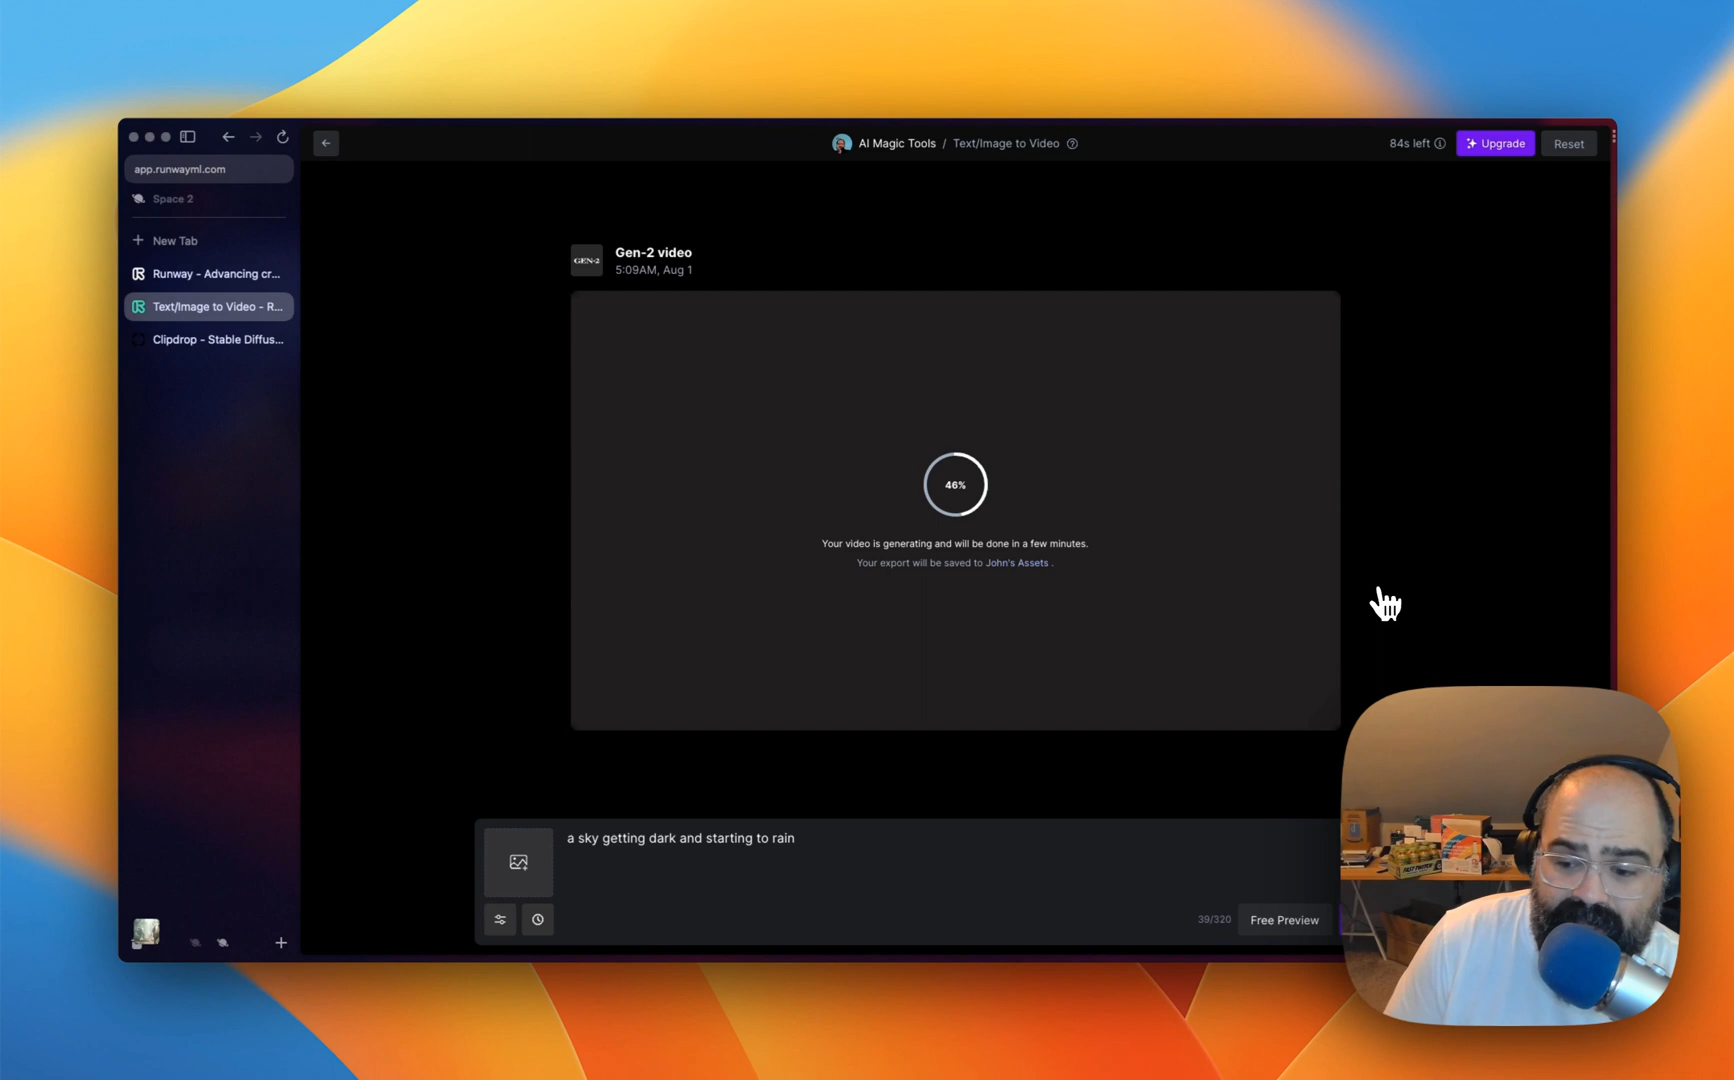 app.runwayml.com
Space 2
New Tab
Runway - Advancing cr...
Text/Image to Video - R...
Clipdrop - Stable Diffus...
AI Magic Tools / Text/Image to Video
84s left
Upgrade
Reset
GEN-2
Gen-2 video
5:09AM, Aug 1
46%
Your video is generating and will be done in a few minutes.
Your export will be saved to John's Assets .
a sky getting dark and starting to rain
39/320
Free Preview